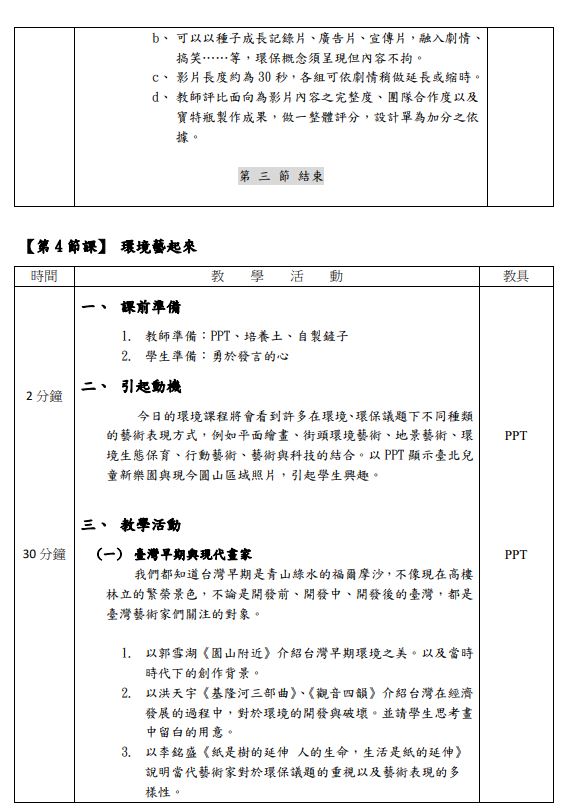 b、 可以以種子成長記錄片、廣告片、宣傳片，融入劇情、
搞笑……等，環保概念須呈現但內容不拘。
c、 影片長度約為 30 秒，各組可依劇情稍做延長或縮時。
d、 教師評比面向為影片內容之完整度、團隊合作度以及
寶特瓶製作成果，做一整體評分，設計單為加分之依
據。
第 三 節 結束
【第 4 節課】 環境藝起來
時間 教 學 活 動 教具
一、 課前準備
1. 教師準備：PPT、培養土、自製鏟子
2. 學生準備：勇於發言的心
2 分鐘
二、 引起動機
今日的環境課程將會看到許多在環境、環保議題下不同種類
的藝術表現方式，例如平面繪畫、街頭環境藝術、地景藝術、環
PPT
境生態保育、行動藝術、藝術與科技的結合。以 PPT 顯示臺北兒
童新樂園與現今圓山區域照片，引起學生興趣。
三、 教學活動
30 分鐘 （一） 臺灣早期與現代畫家 PPT
我們都知道台灣早期是青山綠水的福爾摩沙，不像現在高樓
林立的繁榮景色，不論是開發前、開發中、開發後的臺灣，都是
臺灣藝術家們關注的對象。
1. 以郭雪湖《圓山附近》介紹台灣早期環境之美。以及當時
時代下的創作背景。
2. 以洪天宇《基隆河三部曲》、《觀音四韻》介紹台灣在經濟
發展的過程中，對於環境的開發與破壞。並請學生思考畫
中留白的用意。
3. 以李銘盛《紙是樹的延伸 人的生命，生活是紙的延伸》
說明當代藝術家對於環保議題的重視以及藝術表現的多
樣性。